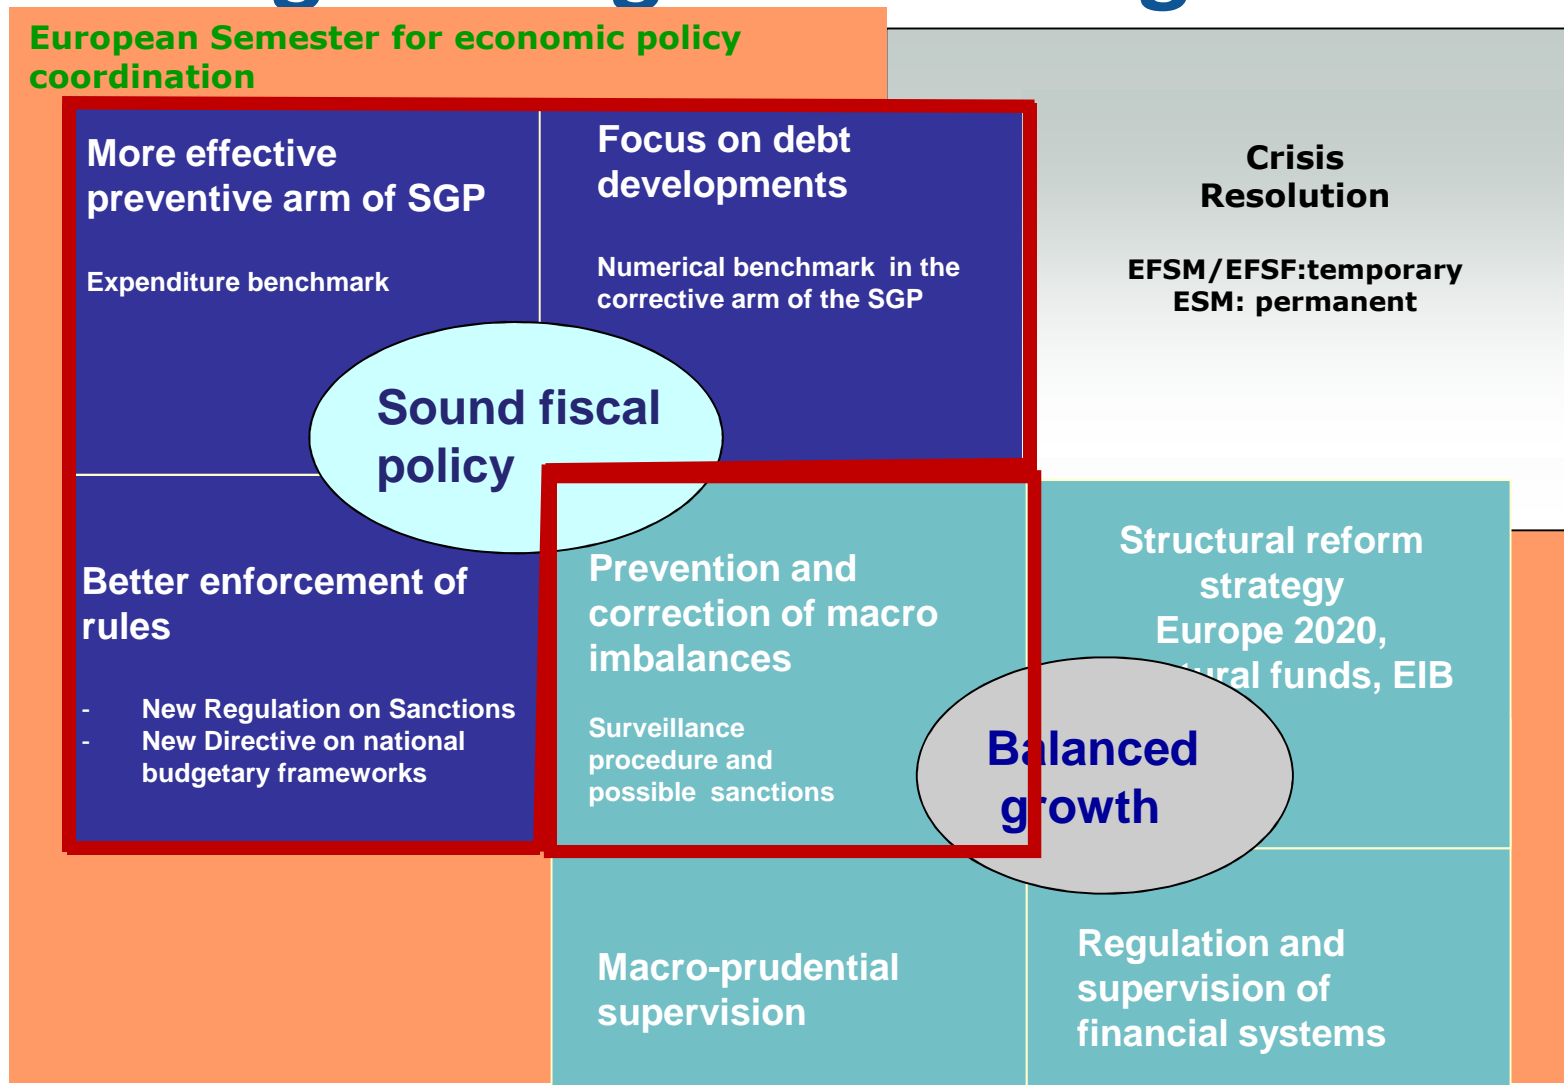 European Semester for economic policy
coordination
More effective
preventive arm of SGP
Expenditure benchmark
Focus on debt
developments
Numerical benchmark in the
corrective arm of the SGP
Crisis
Resolution
EFSM/EFSF:temporary
ESM: permanent
Sound fiscal
policy
Better enforcement of
rules
- New Regulation on Sanctions
- New Directive on national
budgetary frameworks
Prevention and
correction of macro
imbalances
Surveillance
procedure and
possible sanctions
Structural reform
strategy
Europe 2020,
funds, EIB
Balanced
growth
Macro-prudential
supervision
Regulation and
supervision of
financial systems